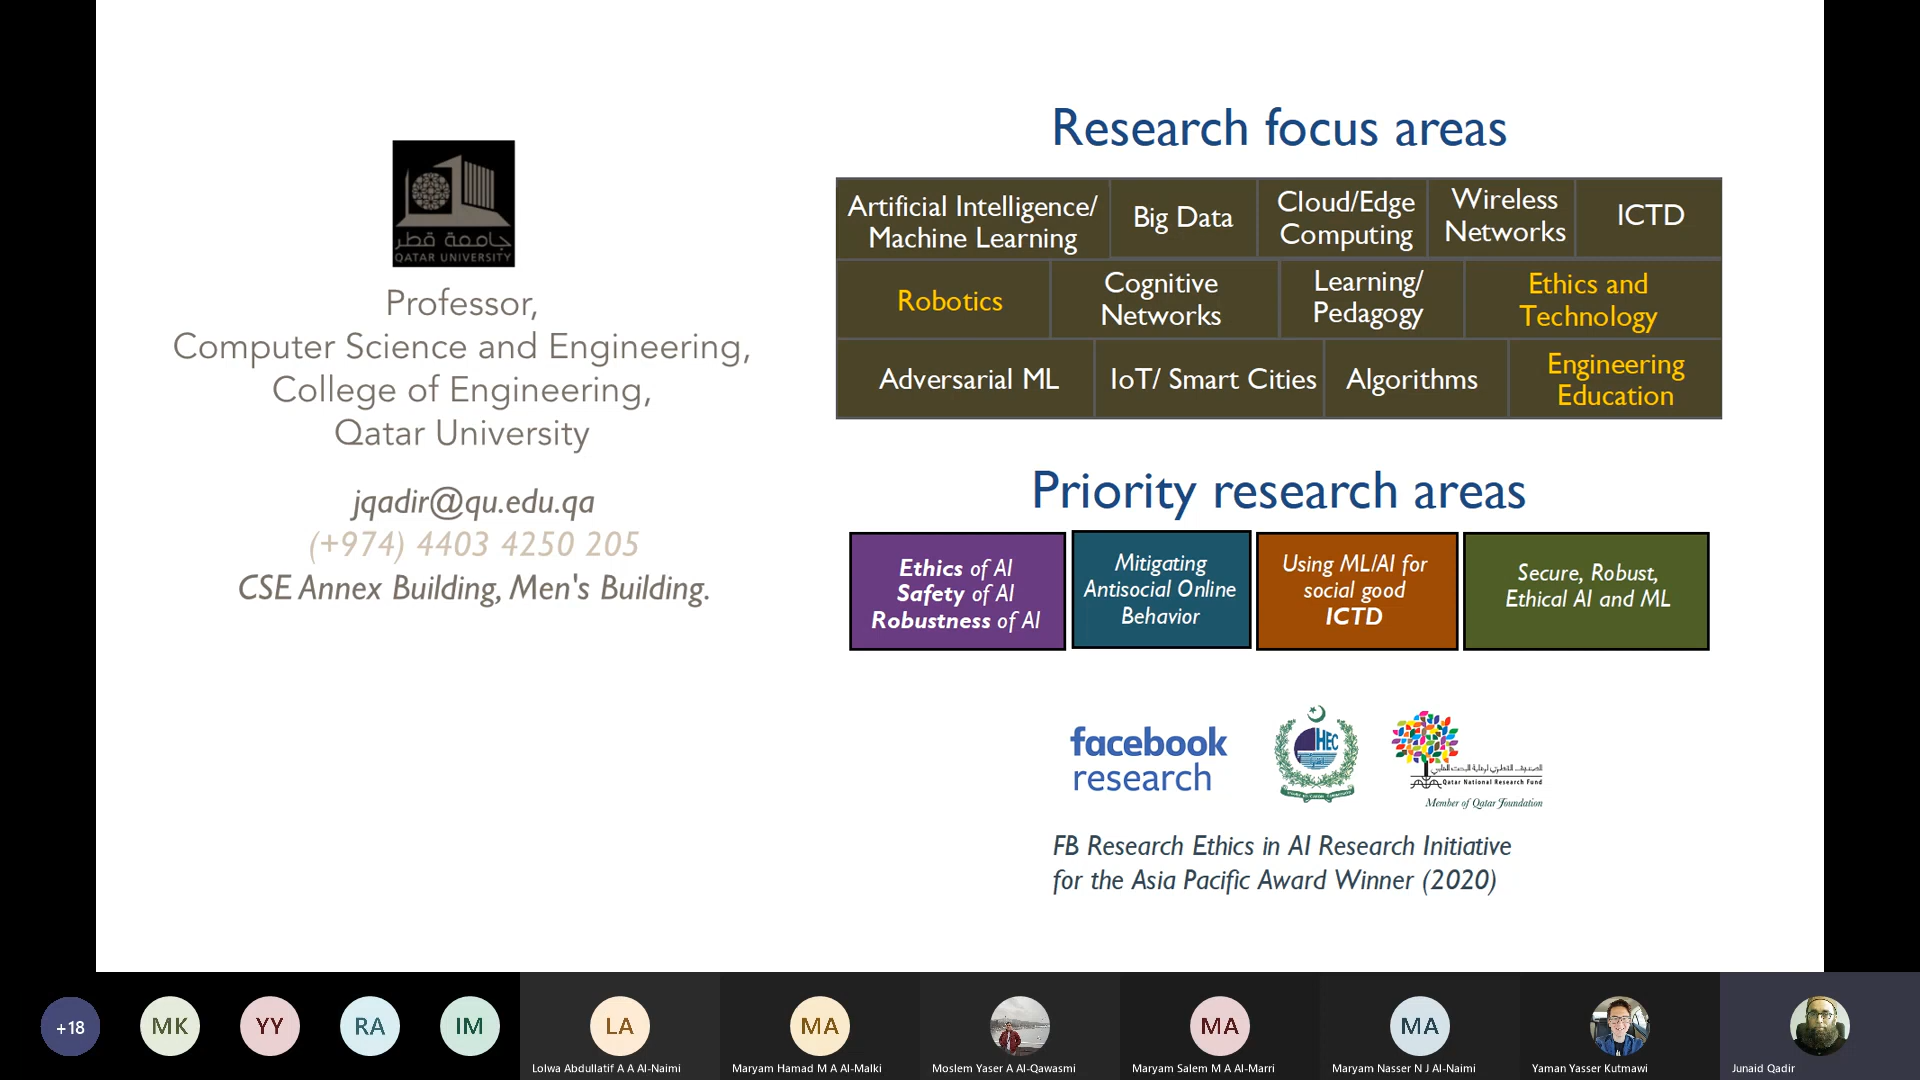 جامعة قطر
QATAR UNIVERSITY
Professor,
Computer Science and Engineering,
College of Engineering,
Qatar University
jqadir@qu.edu.qa
(+974) 4403 4250 205
CSE Annex Building, Men's Building.
Research focus areas
Artificial Intelligence/
Machine Learning
Big Data
Cloud/Edge
Computing
Wireless
Networks
ICTD
Robotics
Cognitive
Networks
Learning/
Pedagogy
Ethics and
Technology
Adversarial ML
IoT/ Smart Cities
Algorithms
Engineering
Education
Priority research areas
Ethics of AI
Safety of AI
Robustness of AI
Mitigating
Antisocial Online
Behavior
Using ML/AI for
social good
ICTD
Secure, Robust,
Ethical AI and ML
facebook
research
HEC
الصندوق القطري لرعاية البحث العلمي
Qatar National Research Fund
Member of Qatar Foundation
FB Research Ethics in AI Research Initiative
for the Asia Pacific Award Winner (2020)
+18
MK
YY
RA
IM
LA
MA
MA
MA
Lolwa Abdullatif A A Al-Naimi
Maryam Hamad M A Al-Malki
Moslem Yaser A Al-Qawasmi
Maryam Salem M A Al-Marri
Maryam Nasser N J Al-Naimi
Yaman Yasser Kutmawi
Junaid Qadir